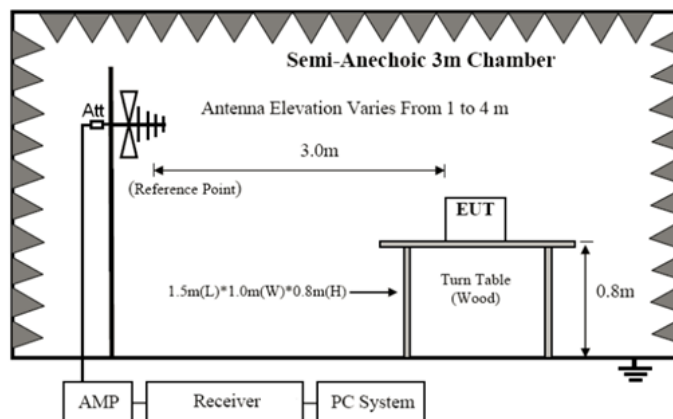 Semi-Anechoic 3m Chamber
Att
Antenna Elevation Varies From 1 to 4 m
3.0m
(Reference Point)
EUT
1.5m(L)*1.0m(W)*0.8m(H)
Turn Table
(Wood)
0.8m
AMP
Receiver
PC System